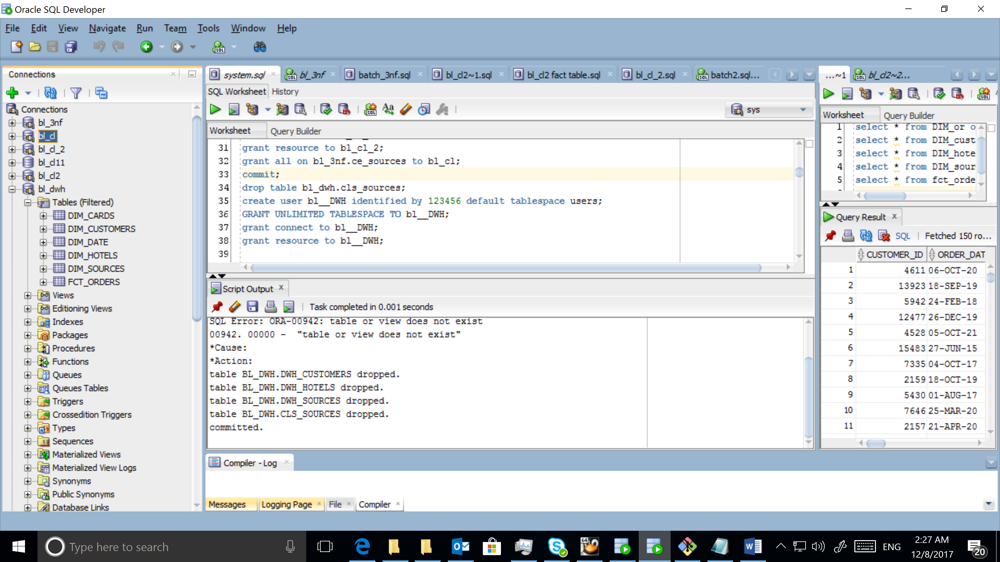 Oracle SQL Developer
File Edit View Navigate Run Team Tools Window Help
Connections
Connections
bl_3nf
bl_cl
bl_cl_2
bl_cl11
bl_cl2
bl_dwh
Tables (Filtered)
DIM_CARDS
DIM_CUSTOMERS
DIM_DATE
DIM_HOTELS
DIM_SOURCES
FCT_ORDERS
Views
Editioning Views
Indexes
Packages
Procedures
Functions
Queues
Queues Tables
Triggers
Crossedition Triggers
Types
Sequences
Materialized Views
Materialized View Logs
Synonyms
Public Synonyms
Database Links
system.sql bl_3nf batch_3nf.sql bl_cl2~1.sql bl_cl2 fact table.sql bl_cl_2.sql batch2.sql...
SQL Worksheet History
sys
Worksheet Query Builder
31 grant resource to bl_cl_2;
32 grant all on bl_3nf.ce_sources to bl_cl;
33 commit;
34 drop table bl_dwh.cls_sources;
35 create user bl__DWH identified by 123456 default tablespace users;
36 GRANT UNLIMITED TABLESPACE TO bl__DWH;
37 grant connect to bl__DWH;
38 grant resource to bl__DWH;
39
Script Output
Task completed in 0.001 seconds
SQL Error: ORA-00942: table or view does not exist
00942. 00000 - "table or view does not exist"
*Cause:
*Action:
table BL_DWH.DWH_CUSTOMERS dropped.
table BL_DWH.DWH_HOTELS dropped.
table BL_DWH.DWH_SOURCES dropped.
table BL_DWH.CLS_SOURCES dropped.
committed.
Compiler - Log
Messages Logging Page File Compiler
...~1 bl_cl2~2...
Worksheet Query Builder
1 select * from DIM_or o
2 select * from DIM_cust
3 select * from DIM_hote
4 select * from DIM_sour
5 select * from fct_orde
Query Result
SQL Fetched 150 ro...
CUSTOMER_ID ORDER_DAT
1 4611 06-OCT-20
2 13923 18-SEP-19
3 5942 24-FEB-18
4 12477 26-DEC-19
5 4528 05-OCT-21
6 15483 27-JUN-15
7 7335 04-OCT-17
8 2159 18-OCT-19
9 5430 01-AUG-17
10 7646 25-MAR-20
11 2157 21-APR-20
Type here to search
64
ENG
2:27 AM
12/8/2017
20